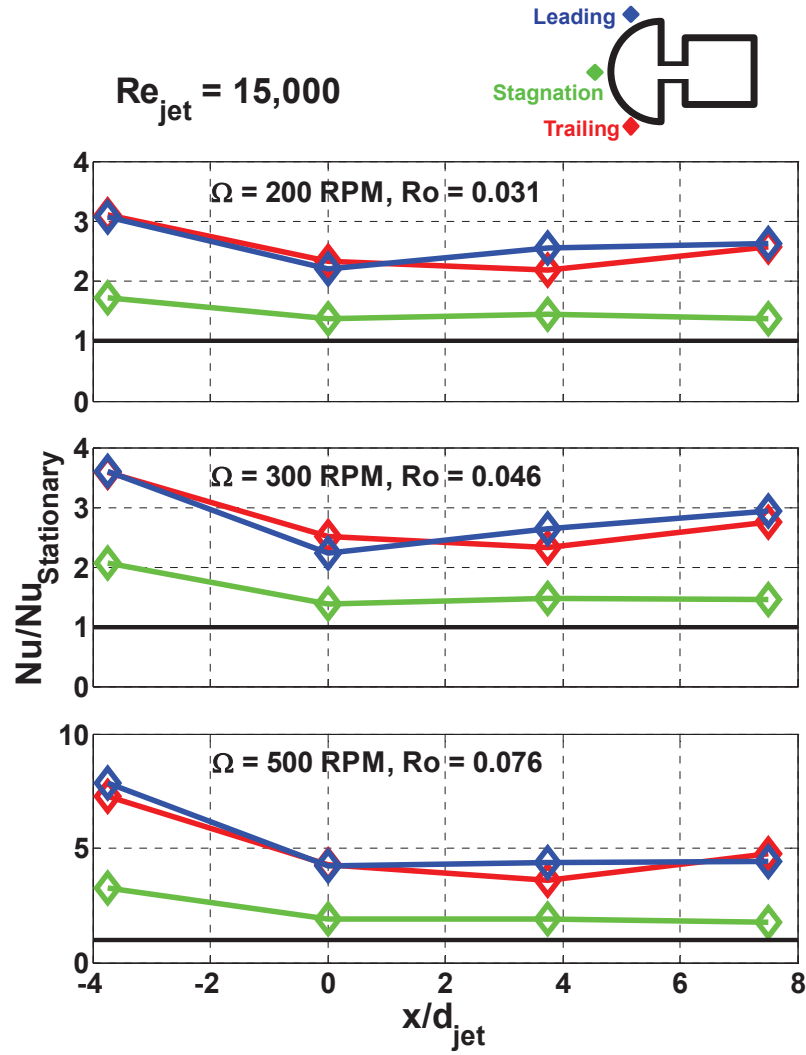 Leading
Re_jet = 15,000
Stagnation
Trailing
4
Ω = 200 RPM, Ro = 0.031
3
2
1
0
4
Ω = 300 RPM, Ro = 0.046
3
2
1
0
Nu/Nu_Stationary
10
Ω = 500 RPM, Ro = 0.076
5
0
-4 -2 0 2 4 6 8
x/d_jet